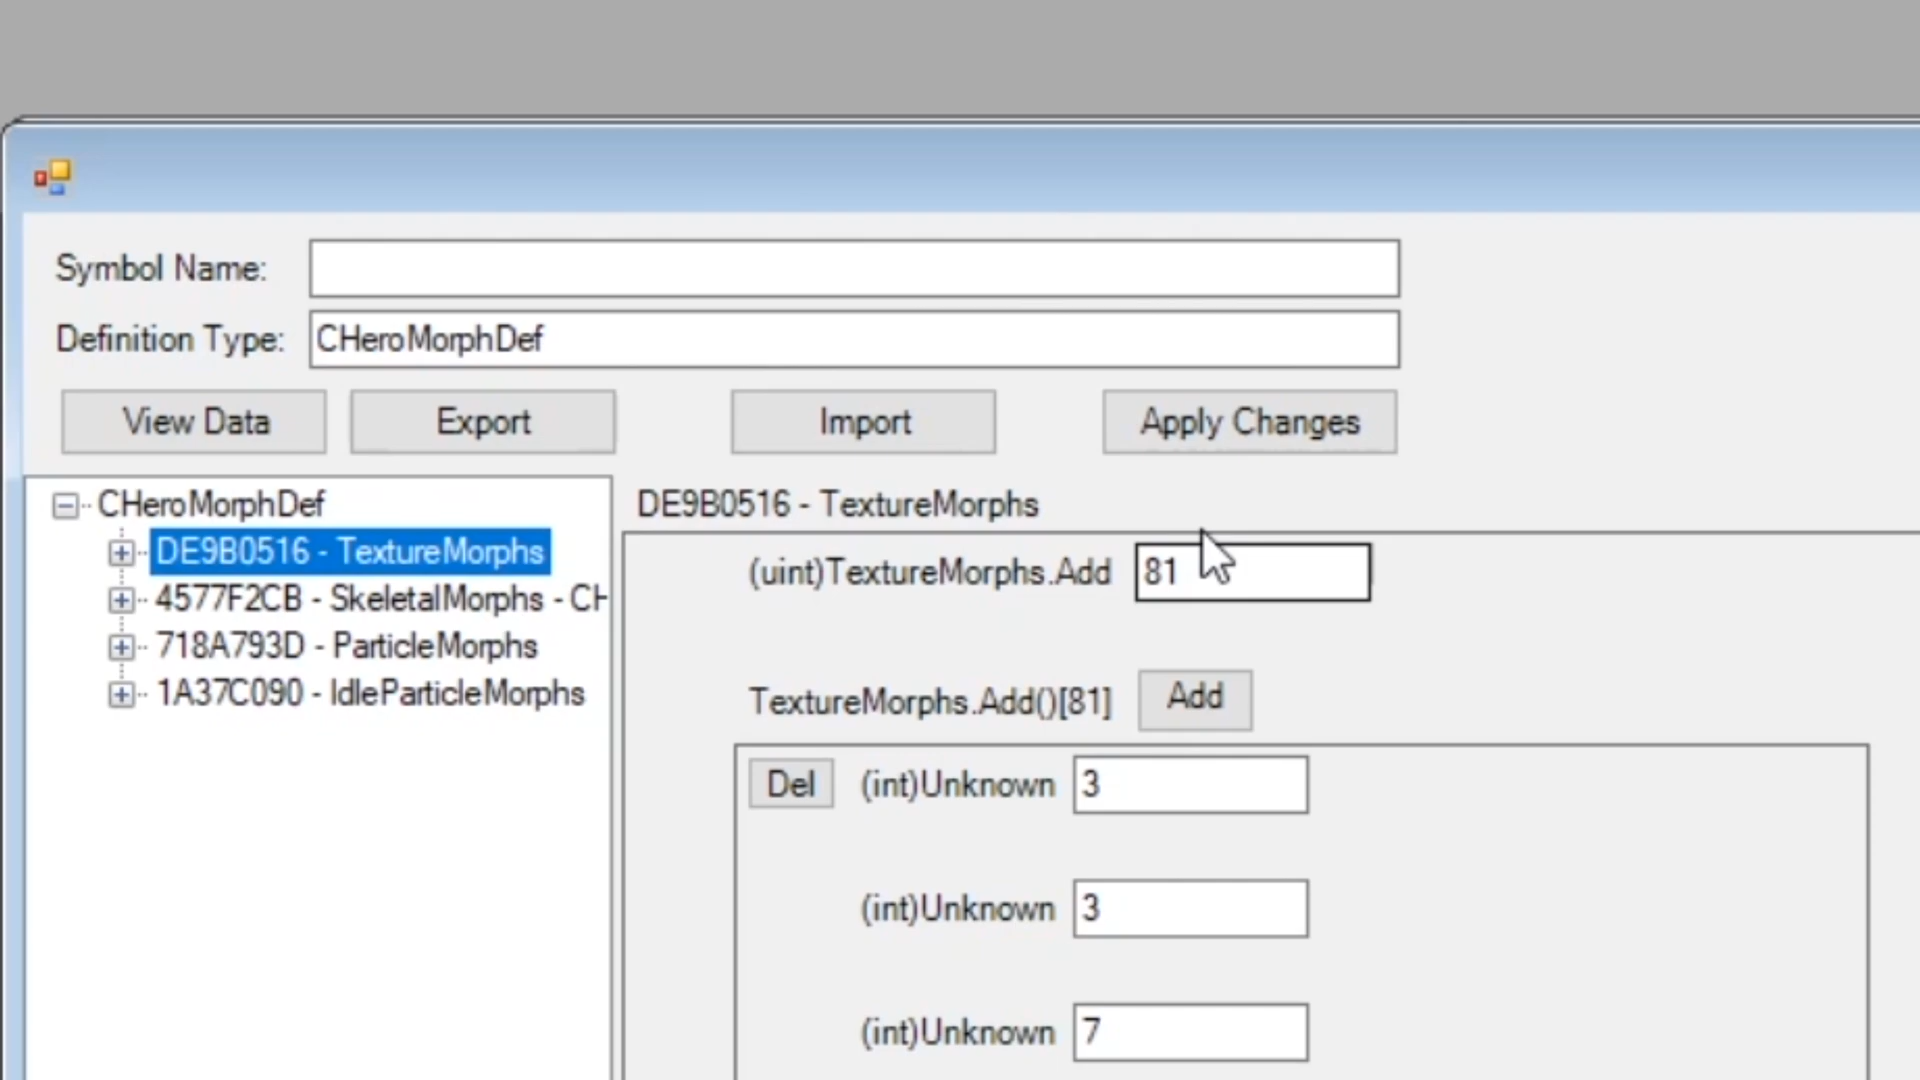 Symbol Name:
Definition Type: CHeroMorphDef
View Data Export Import Apply Changes
CHeroMorphDef
DE9B0516 - TextureMorphs
4577F2CB - SkeletalMorphs - CH
718A793D - ParticleMorphs
1A37C090 - IdleParticleMorphs
DE9B0516 - TextureMorphs
(uint)TextureMorphs.Add 81
TextureMorphs.Add()[81] Add
Del (int)Unknown 3
(int)Unknown 3
(int)Unknown 7